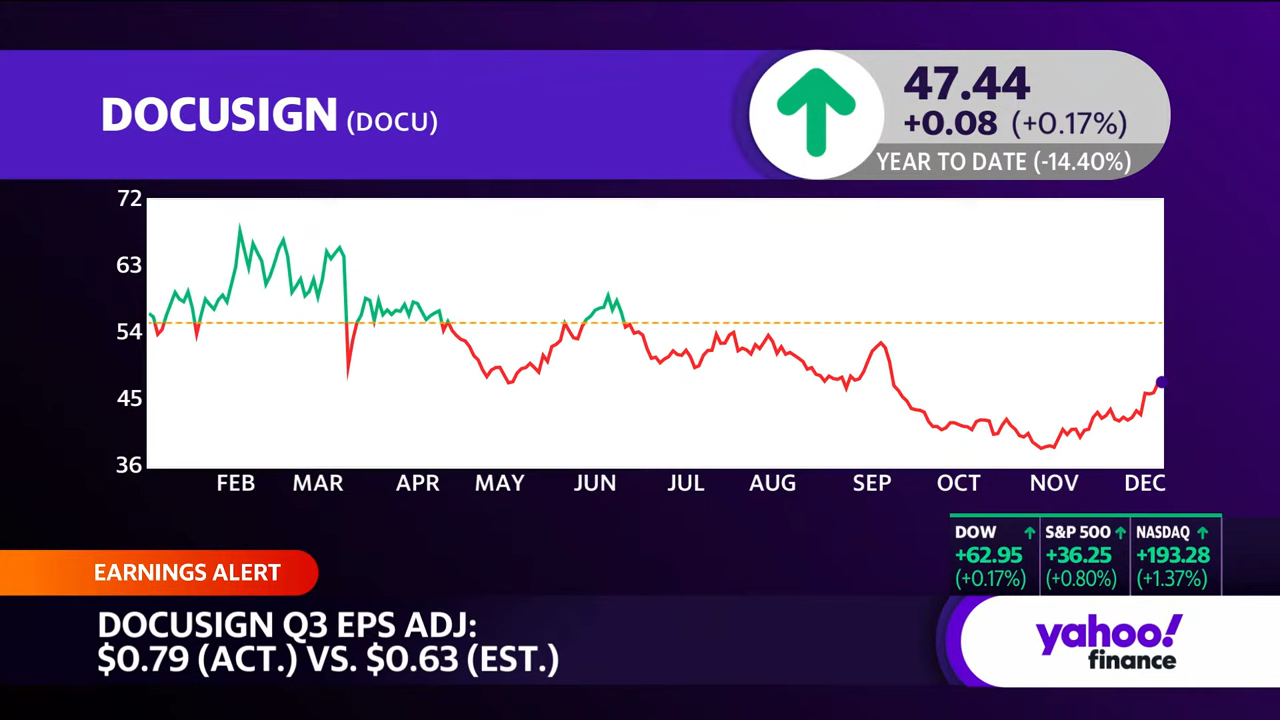 DOCUSIGN (DOCU)
47.44
+0.08 (+0.17%)
YEAR TO DATE (-14.40%)
72
63
54
45
36
FEB MAR APR MAY JUN JUL AUG SEP OCT NOV DEC
DOW S&P 500 NASDAQ
+62.95 +36.25 +193.28
(+0.17%) (+0.80%) (+1.37%)
EARNINGS ALERT
DOCUSIGN Q3 EPS ADJ:
$0.79 (ACT.) VS. $0.63 (EST.)
yahoo!
finance